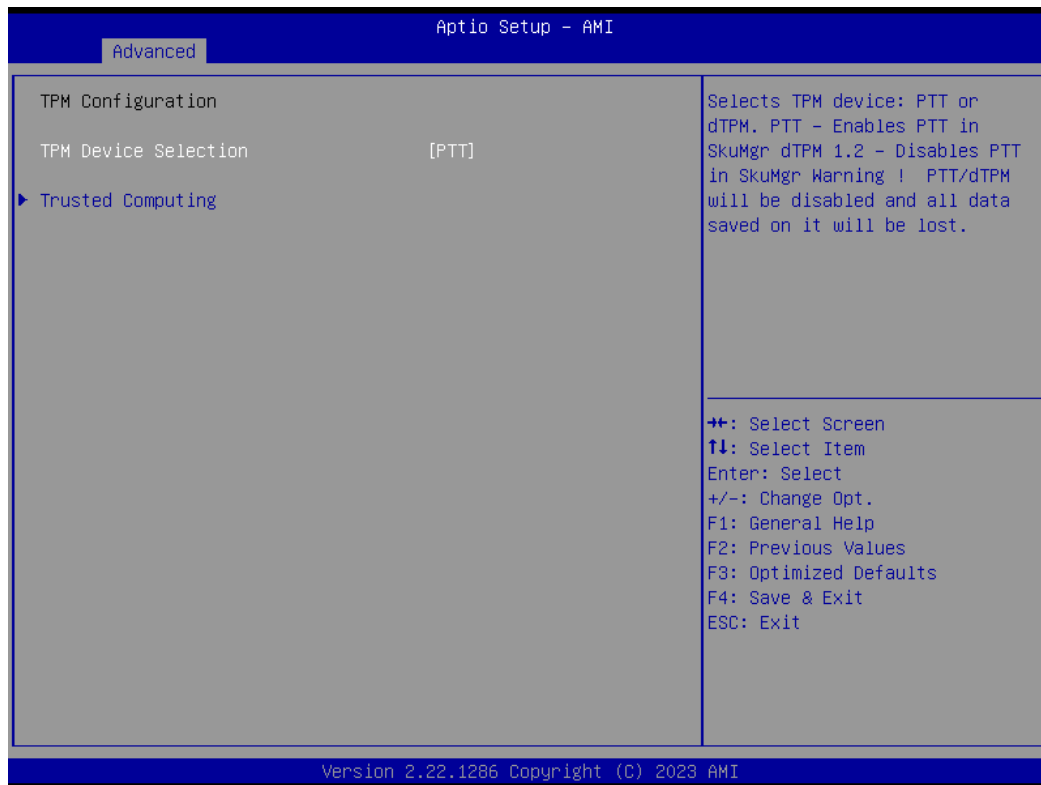 Aptio Setup – AMI
Advanced
TPM Configuration
TPM Device Selection [PTT]
Trusted Computing
Selects TPM device: PTT or
dTPM. PTT – Enables PTT in
SkuMgr dTPM 1.2 – Disables PTT
in SkuMgr Warning !  PTT/dTPM
will be disabled and all data
saved on it will be lost.
→←: Select Screen
↑↓: Select Item
Enter: Select
+/-: Change Opt.
F1: General Help
F2: Previous Values
F3: Optimized Defaults
F4: Save & Exit
ESC: Exit
Version 2.22.1286 Copyright (C) 2023 AMI